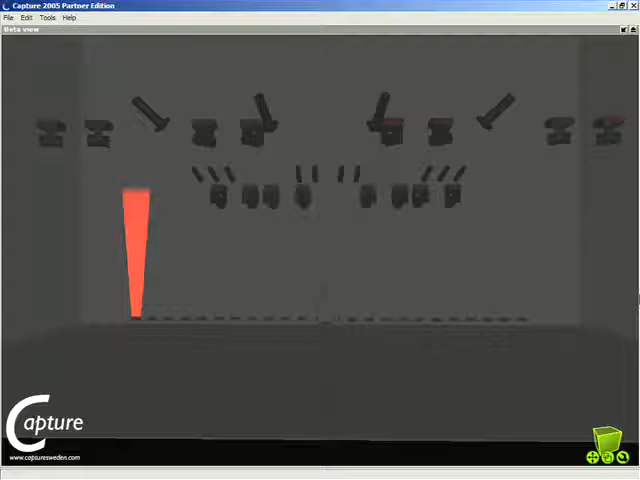 Capture 2005 Partner Edition
File Edit Tools Help
Beta view
Capture
www.capturesweden.com